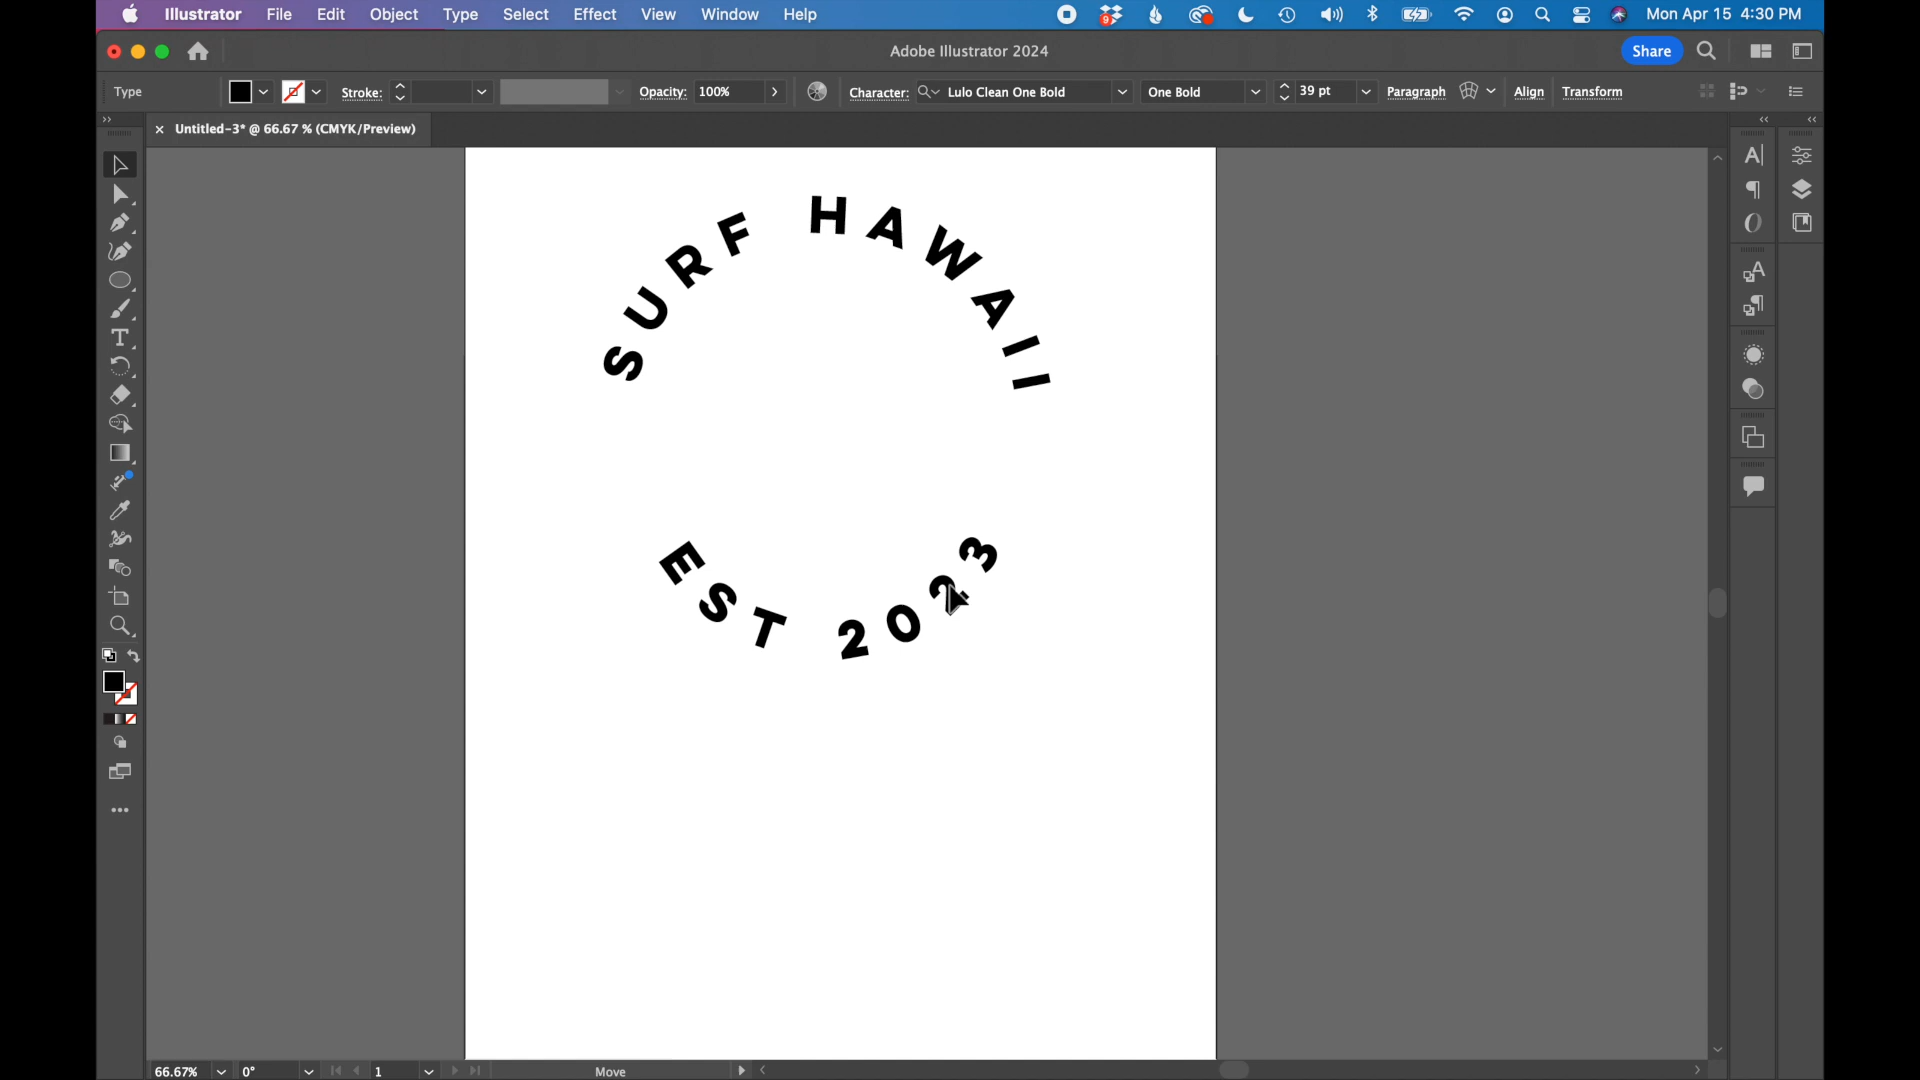 Illustrator File Edit Object Type Select Effect View Window Help
9
Mon Apr 15 4:30 PM
Adobe Illustrator 2024
Share
Type
Stroke:
Opacity: 100%
Character: Lulo Clean One Bold
One Bold
39 pt
Paragraph
Align
Transform
× Untitled-3* @ 66.67 % (CMYK/Preview)
SURF HAWAII
EST 2023
66.67%
0°
1
Move